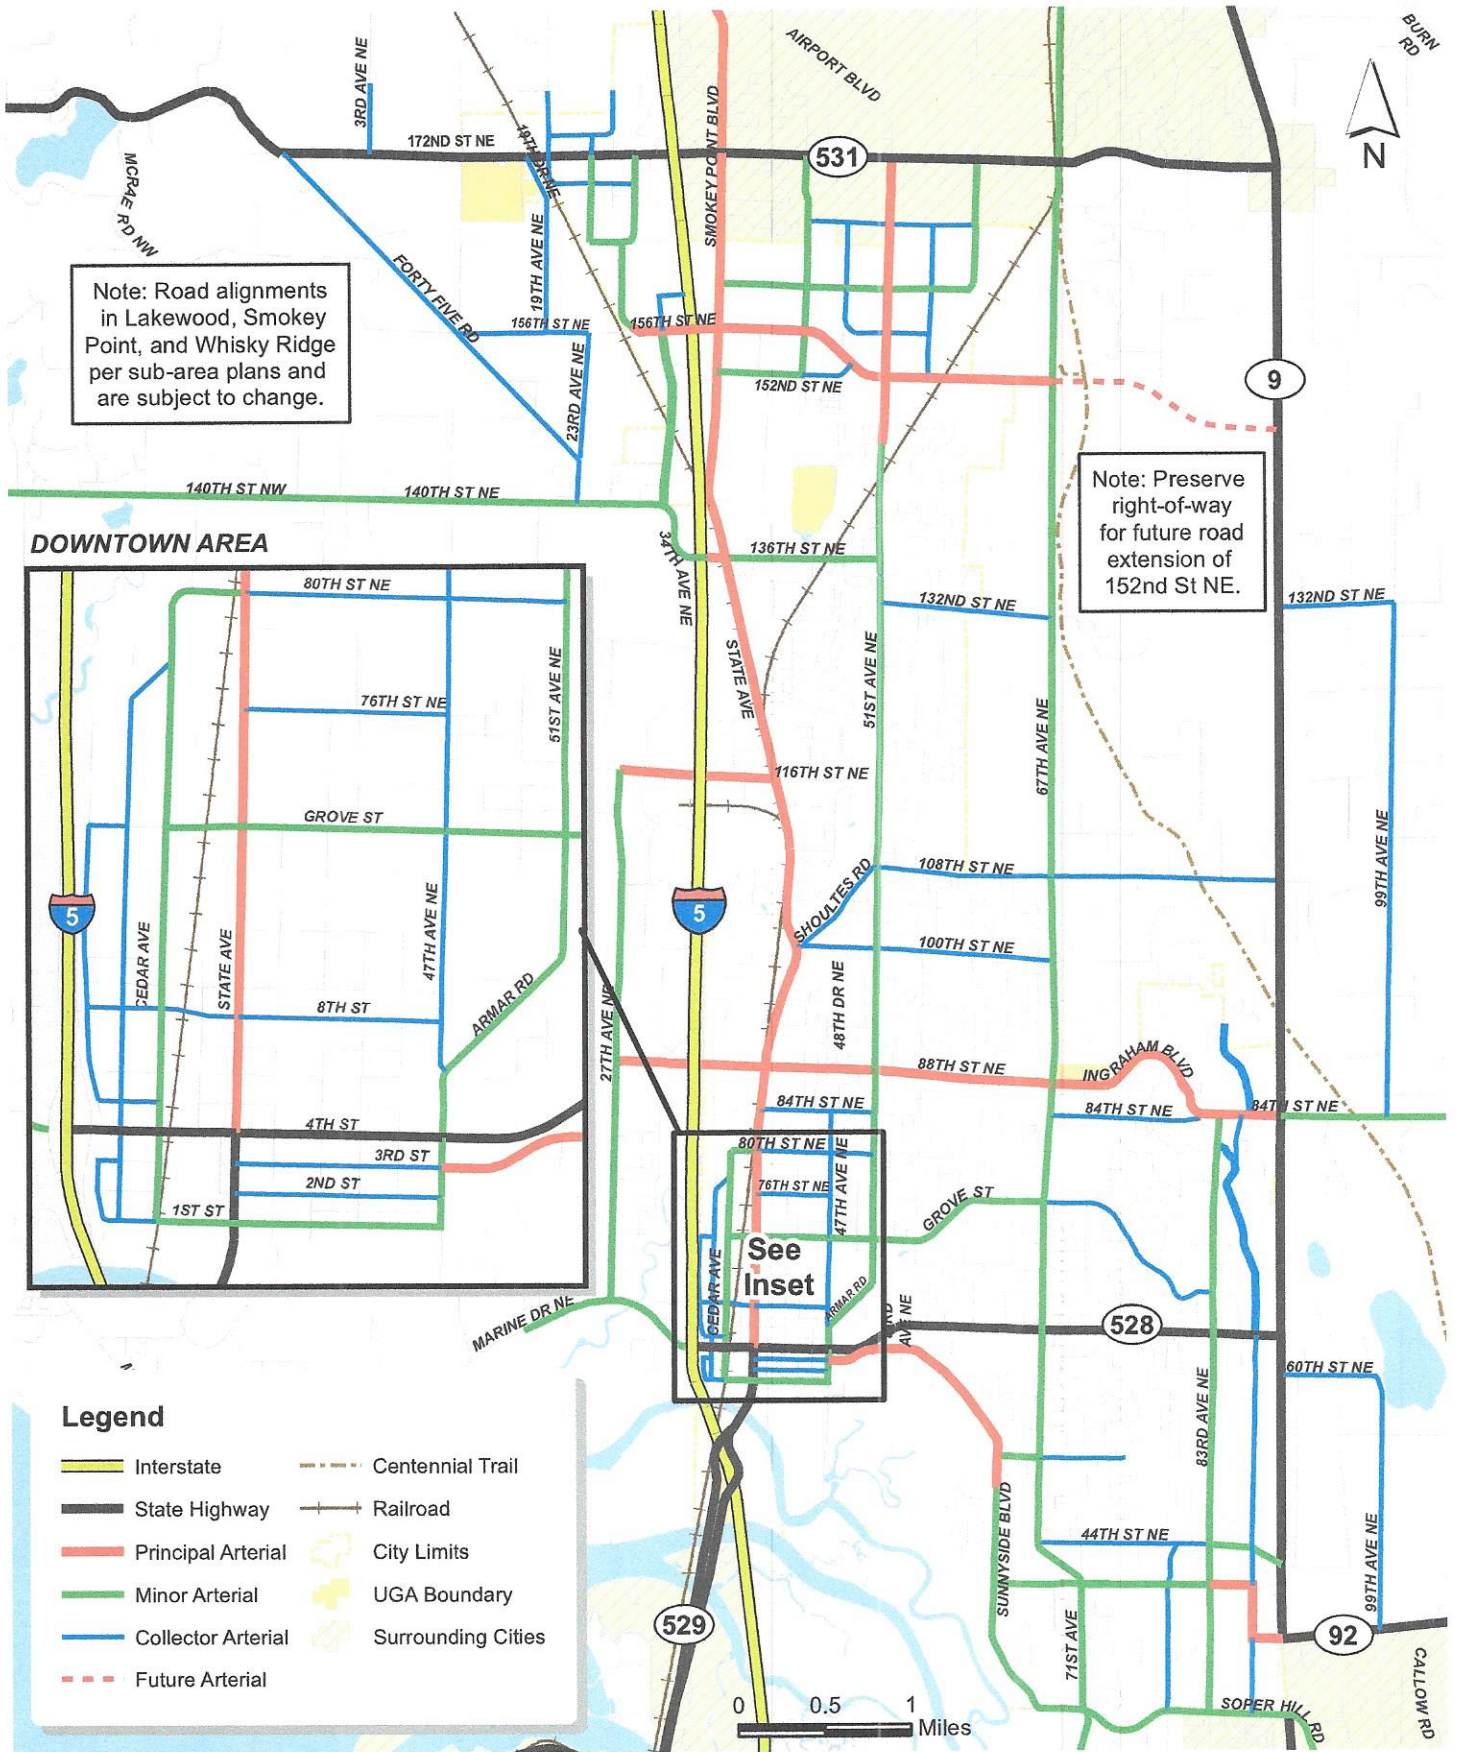 BURN
RD
AIRPORT BLVD
3RD AVE NE
172ND ST NE
19TH DR NE
SMOKEY POINT BLVD
531
N
MCRAE RD NW
19TH AVE NE
FORTY FIVE RD
Note: Road alignments
in Lakewood, Smokey
Point, and Whisky Ridge
per sub-area plans and
are subject to change.
156TH ST NE
156TH ST NE
23RD AVE NE
152ND ST NE
9
Note: Preserve
right-of-way
for future road
extension of
152nd St NE.
140TH ST NW
140TH ST NE
34TH AVE NE
136TH ST NE
132ND ST NE
132ND ST NE
STATE AVE
51ST AVE NE
67TH AVE NE
116TH ST NE
99TH AVE NE
SHOULTES RD
108TH ST NE
5
100TH ST NE
48TH DR NE
27TH AVE NE
88TH ST NE
INGRAHAM BLVD
84TH ST NE
84TH ST NE
84TH ST NE
80TH ST NE
76TH ST NE
47TH AVE NE
GROVE ST
See
Inset
CEDAR AVE
ARMAR RD
RD
AVE NE
528
MARINE DR NE
60TH ST NE
83RD AVE NE
SUNNYSIDE BLVD
44TH ST NE
99TH AVE NE
71ST AVE
92
529
SOPER HILL RD
CALLOW RD
DOWNTOWN AREA
80TH ST NE
51ST AVE NE
76TH ST NE
GROVE ST
5
47TH AVE NE
CEDAR AVE
STATE AVE
ARMAR RD
8TH ST
4TH ST
3RD ST
2ND ST
1ST ST
Legend
Interstate
State Highway
Principal Arterial
Minor Arterial
Collector Arterial
Future Arterial
Centennial Trail
Railroad
City Limits
UGA Boundary
Surrounding Cities
0 0.5 1
Miles